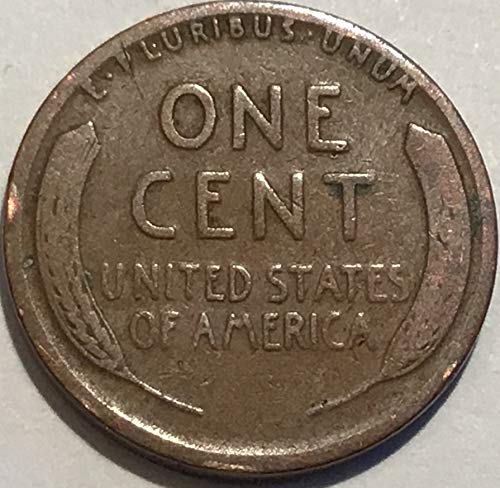 E·PLURIBUS·UNUM
ONE
CENT
UNITED STATES
OF AMERICA